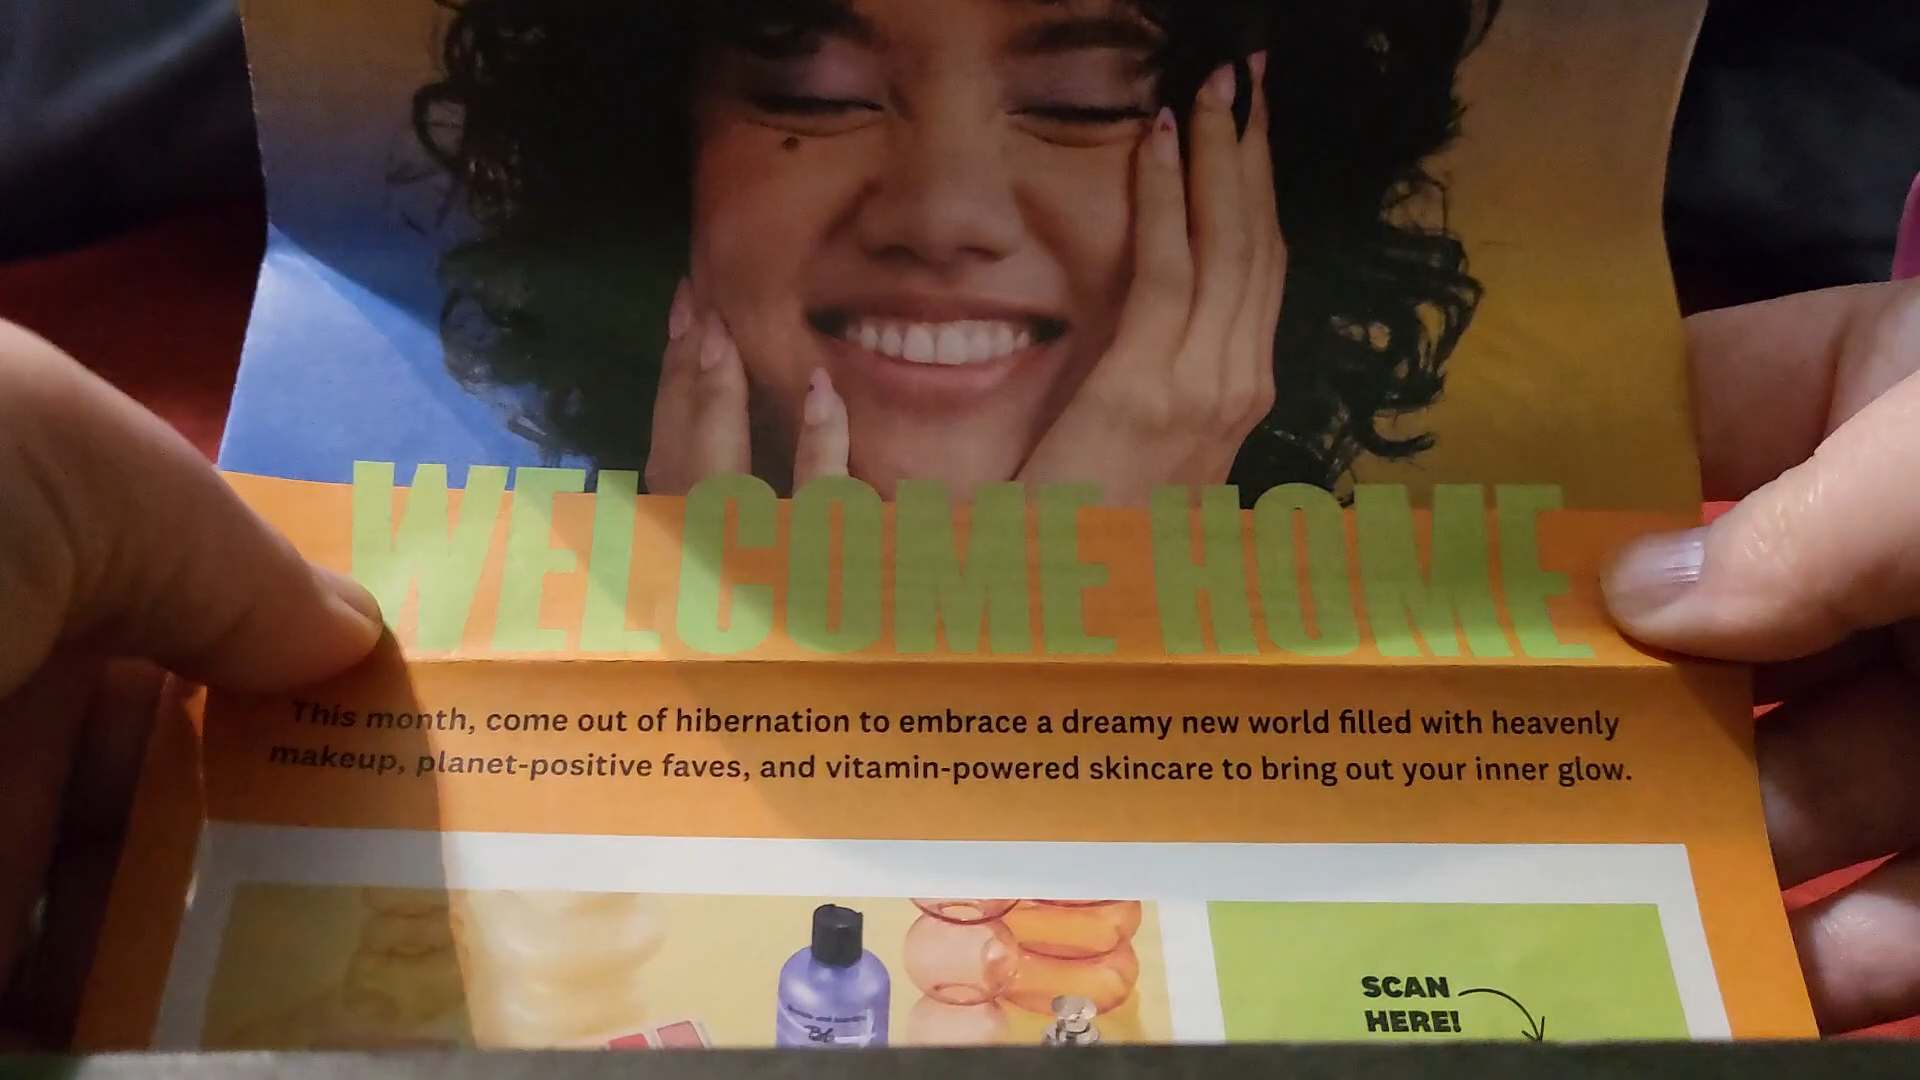 WELCOME HOME
This month, come out of hibernation to embrace a dreamy new world filled with heavenly
makeup, planet-positive faves, and vitamin-powered skincare to bring out your inner glow.
SCAN
HERE!
Bb